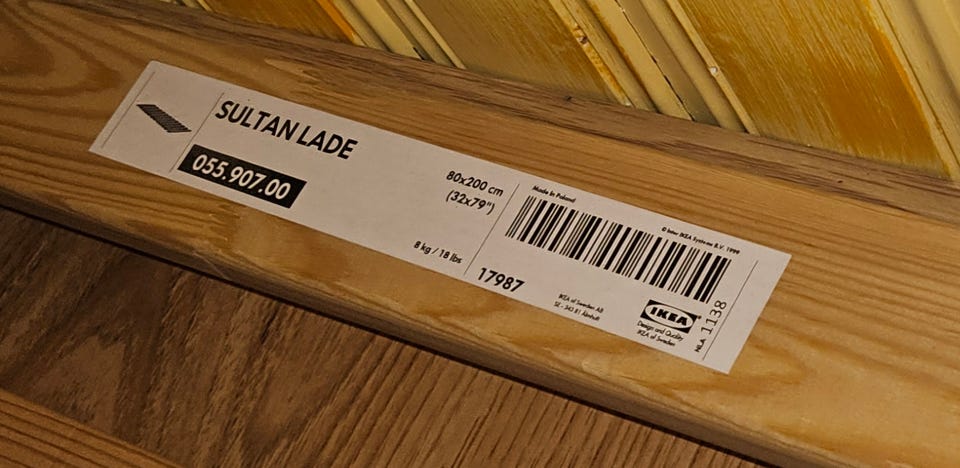 SULTAN LADE
055.907.00
80x200 cm
(32x79")
8 kg / 18 lbs
Made in Poland
© Inter IKEA Systems B.V. 1999
17987
IKEA of Sweden AB
SE - 343 81 Älmhult
IKEA®
Design and Quality
IKEA of Sweden
1138